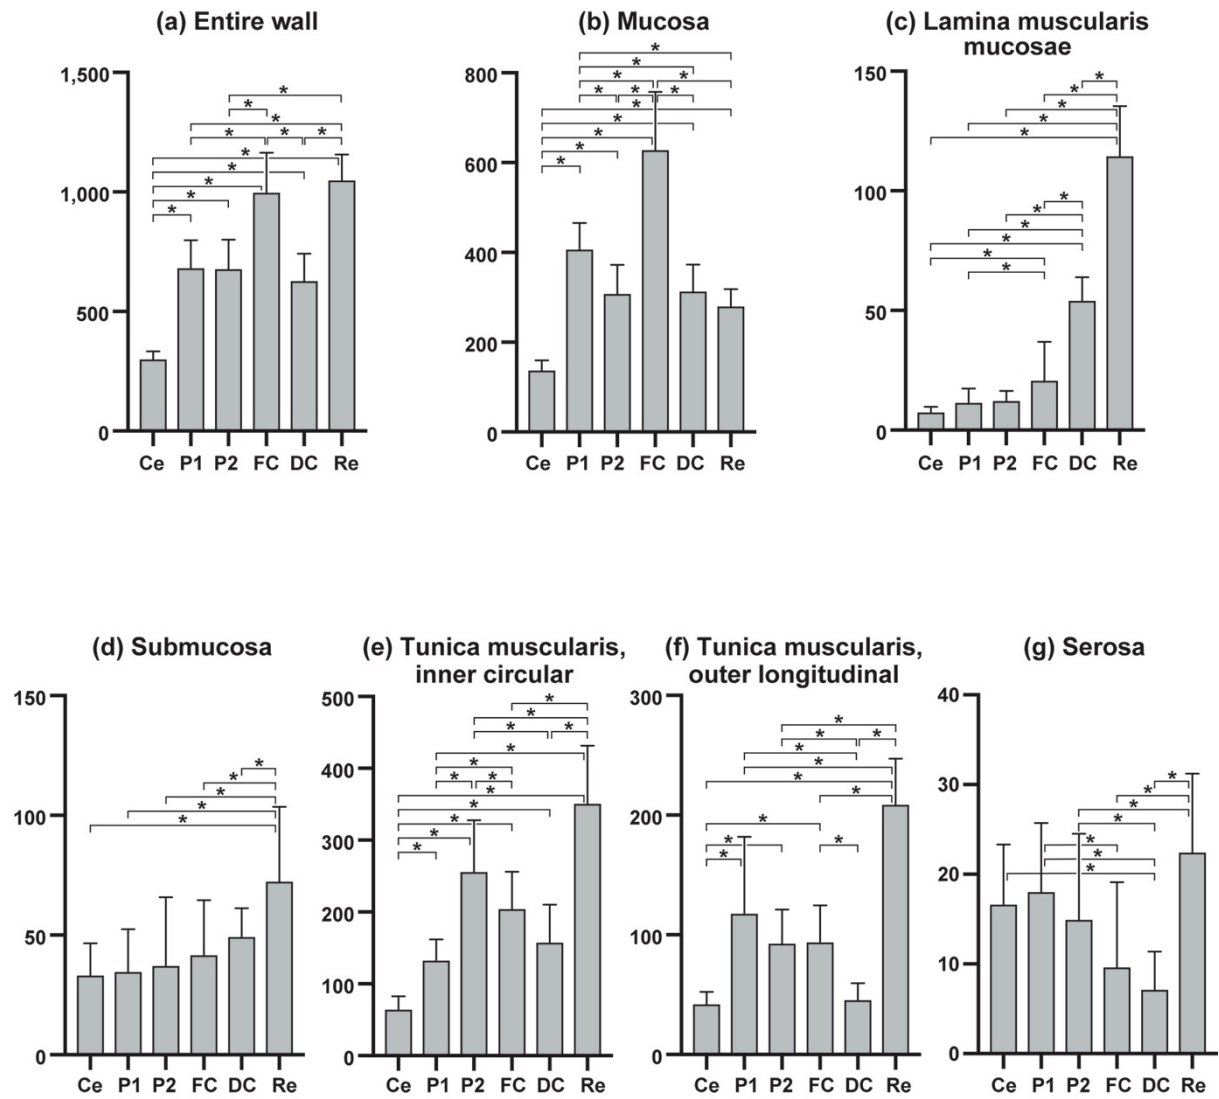 (a) Entire wall
1,500
1,000
500
0
* * * * * * * * * * * *
Ce P1 P2 FC DC Re
(b) Mucosa
800
600
400
200
0
* * * * * * * * * * * * *
Ce P1 P2 FC DC Re
(c) Lamina muscularis
mucosae
150
100
50
0
* * * * * * * * * * *
Ce P1 P2 FC DC Re
(d) Submucosa
150
100
50
0
* * * * *
Ce P1 P2 FC DC Re
(e) Tunica muscularis,
inner circular
500
400
300
200
100
0
* * * * * * * * * * * * *
Ce P1 P2 FC DC Re
(f) Tunica muscularis,
outer longitudinal
300
200
100
0
* * * * * * * * * * *
Ce P1 P2 FC DC Re
(g) Serosa
40
30
20
10
0
* * * * * * *
Ce P1 P2 FC DC Re